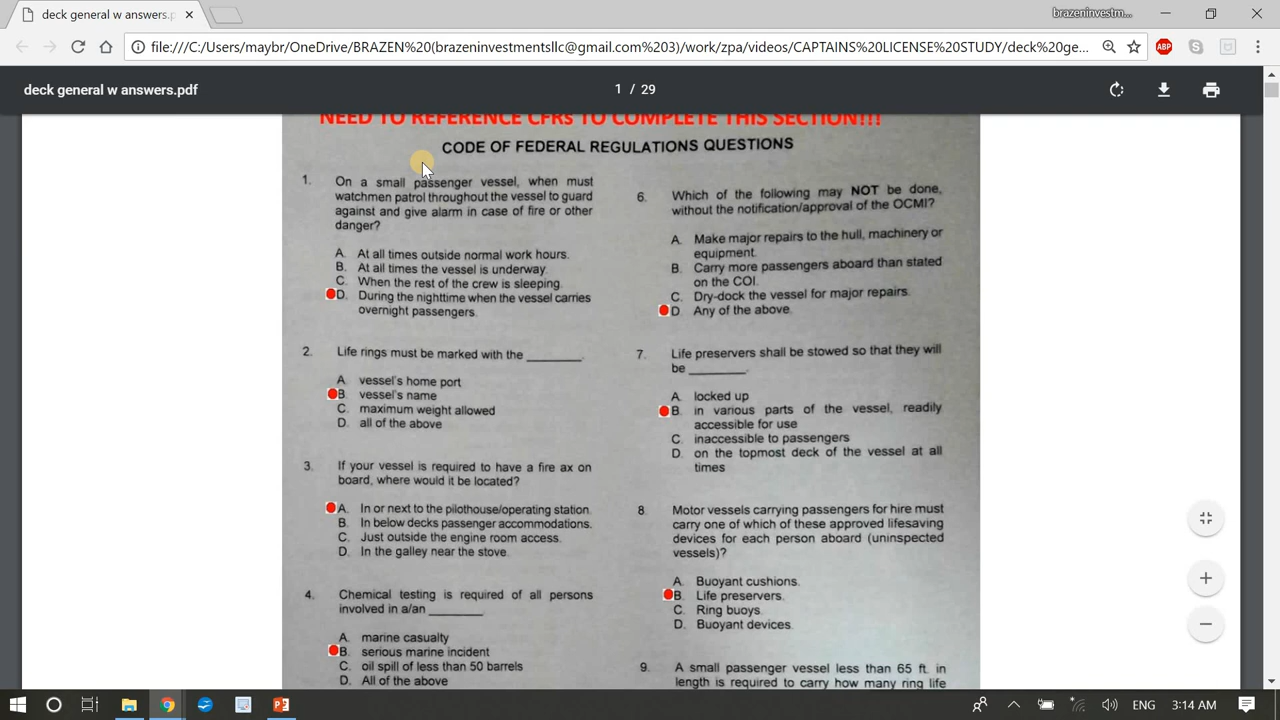 deck general w answers.p
brazeninvestm...
file:///C:/Users/maybr/OneDrive/BRAZEN%20(brazeninvestmentsllc@gmail.com%203)/work/zpa/videos/CAPTAINS%20LICENSE%20STUDY/deck%20ge...
ABP
deck general w answers.pdf
1 / 29
NEED TO REFERENCE CFRs TO COMPLETE THIS SECTION!!!
CODE OF FEDERAL REGULATIONS QUESTIONS
1. On a small passenger vessel, when must
watchmen patrol throughout the vessel to guard
against and give alarm in case of fire or other
danger?
A. At all times outside normal work hours.
B. At all times the vessel is underway.
C. When the rest of the crew is sleeping.
D. During the nighttime when the vessel carries
overnight passengers.
2. Life rings must be marked with the ________.
A. vessel's home port
B. vessel's name
C. maximum weight allowed
D. all of the above
3. If your vessel is required to have a fire ax on
board, where would it be located?
A. In or next to the pilothouse/operating station.
B. In below decks passenger accommodations.
C. Just outside the engine room access.
D. In the galley near the stove.
4. Chemical testing is required of all persons
involved in a/an ________.
A. marine casualty
B. serious marine incident
C. oil spill of less than 50 barrels
D. All of the above
6. Which of the following may NOT be done,
without the notification/approval of the OCMI?
A. Make major repairs to the hull, machinery or
equipment.
B. Carry more passengers aboard than stated
on the COI.
C. Dry-dock the vessel for major repairs.
D. Any of the above.
7. Life preservers shall be stowed so that they will
be ________.
A. locked up
B. in various parts of the vessel, readily
accessible for use
C. inaccessible to passengers
D. on the topmost deck of the vessel at all
times
8. Motor vessels carrying passengers for hire must
carry one of which of these approved lifesaving
devices for each person aboard (uninspected
vessels)?
A. Buoyant cushions.
B. Life preservers.
C. Ring buoys.
D. Buoyant devices.
9. A small passenger vessel less than 65 ft. in
length is required to carry how many ring life
ENG
3:14 AM